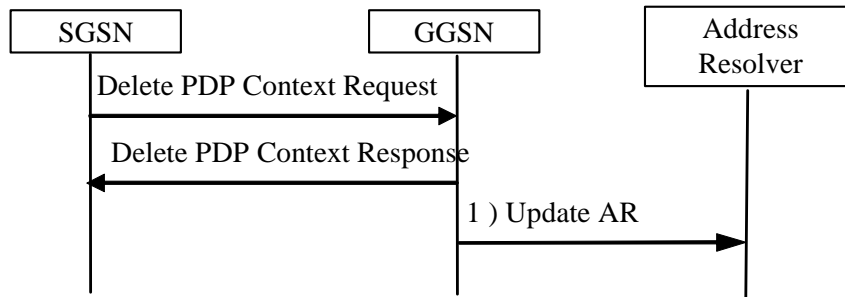 SGSN
GGSN
Address
Resolver
Delete PDP Context Request
Delete PDP Context Response
1 ) Update AR